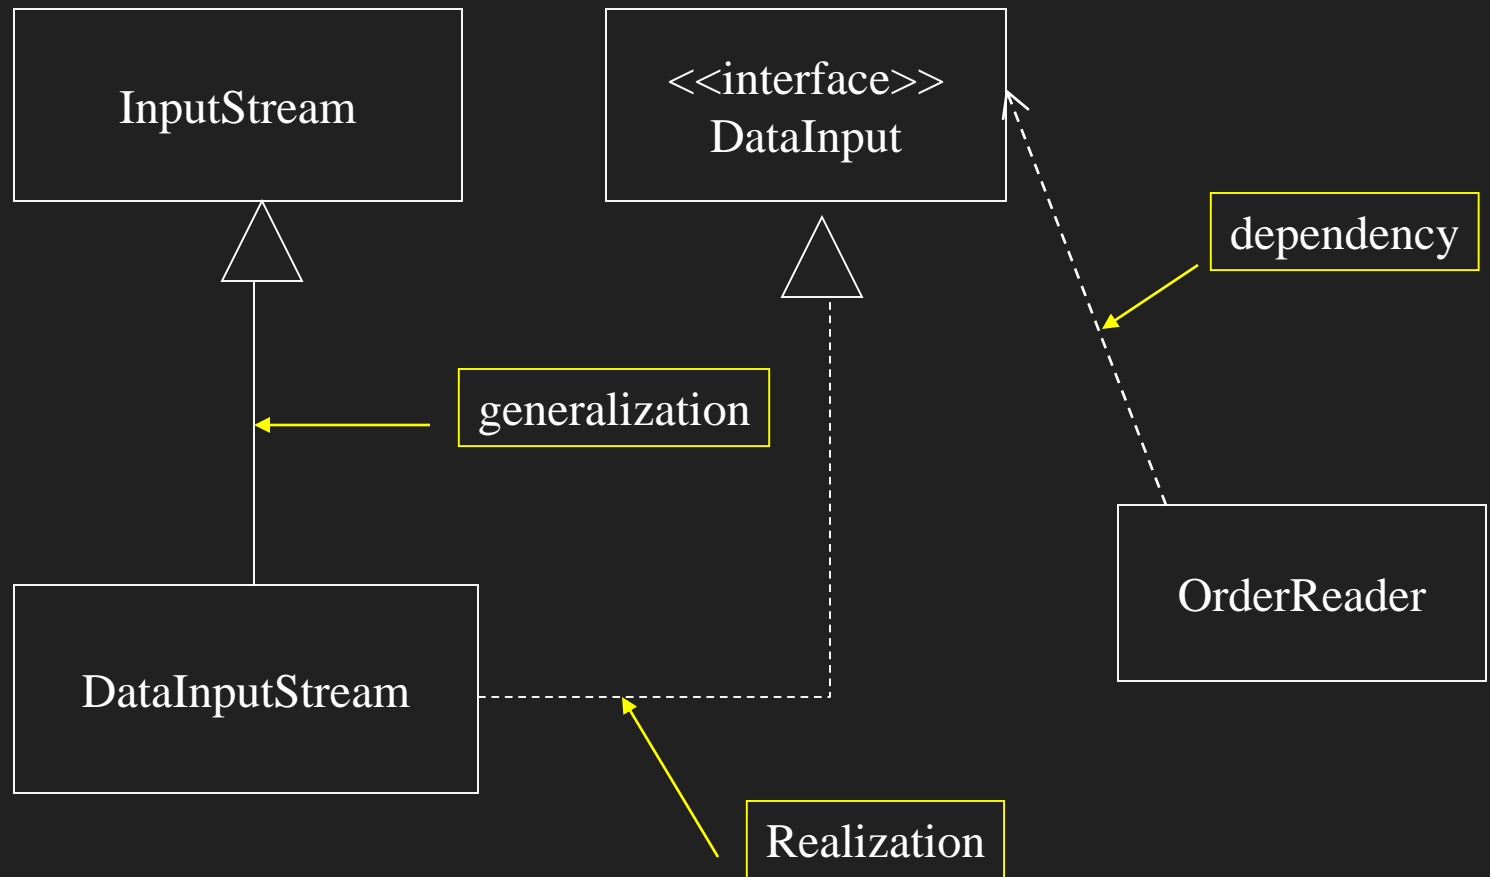 InputStream
<<interface>>
DataInput
dependency
generalization
OrderReader
DataInputStream
Realization